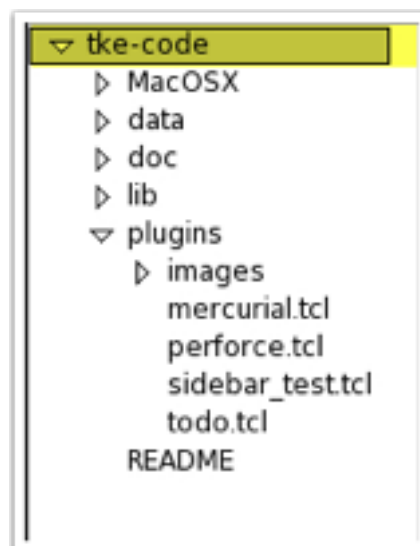 tke-code
MacOSX
data
doc
lib
plugins
images
mercurial.tcl
perforce.tcl
sidebar_test.tcl
todo.tcl
README